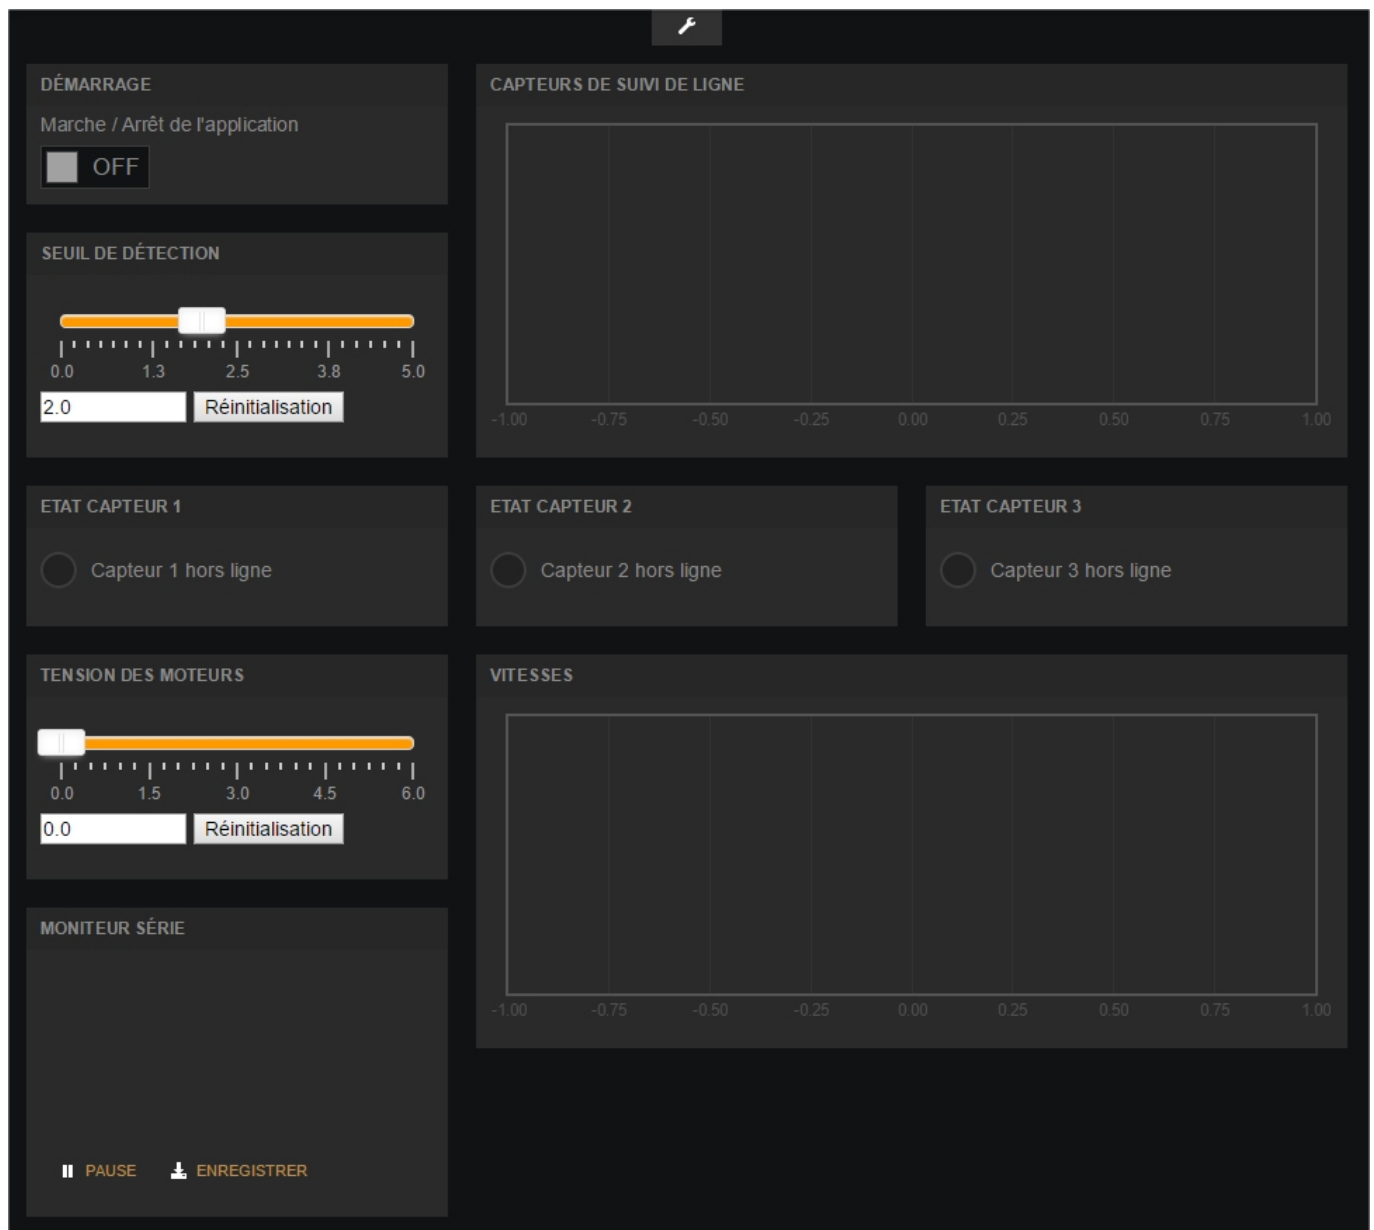 DÉMARRAGE
Marche / Arrêt de l'application
OFF
CAPTEURS DE SUIVI DE LIGNE
-1.00 -0.75 -0.50 -0.25 0.00 0.25 0.50 0.75 1.00
SEUIL DE DÉTECTION
0.0 1.3 2.5 3.8 5.0
2.0 Réinitialisation
ETAT CAPTEUR 1
Capteur 1 hors ligne
ETAT CAPTEUR 2
Capteur 2 hors ligne
ETAT CAPTEUR 3
Capteur 3 hors ligne
TENSION DES MOTEURS
0.0 1.5 3.0 4.5 6.0
0.0 Réinitialisation
VITESSES
-1.00 -0.75 -0.50 -0.25 0.00 0.25 0.50 0.75 1.00
MONITEUR SÉRIE
PAUSE ENREGISTRER